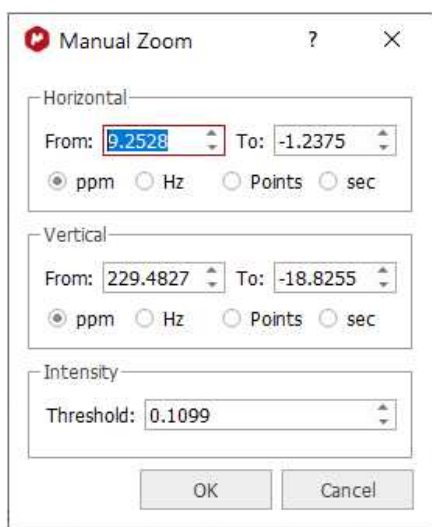 Manual Zoom ? ×
Horizontal
From: 9.2528 To: -1.2375
ppm Hz Points sec
Vertical
From: 229.4827 To: -18.8255
ppm Hz Points sec
Intensity
Threshold: 0.1099
OK Cancel